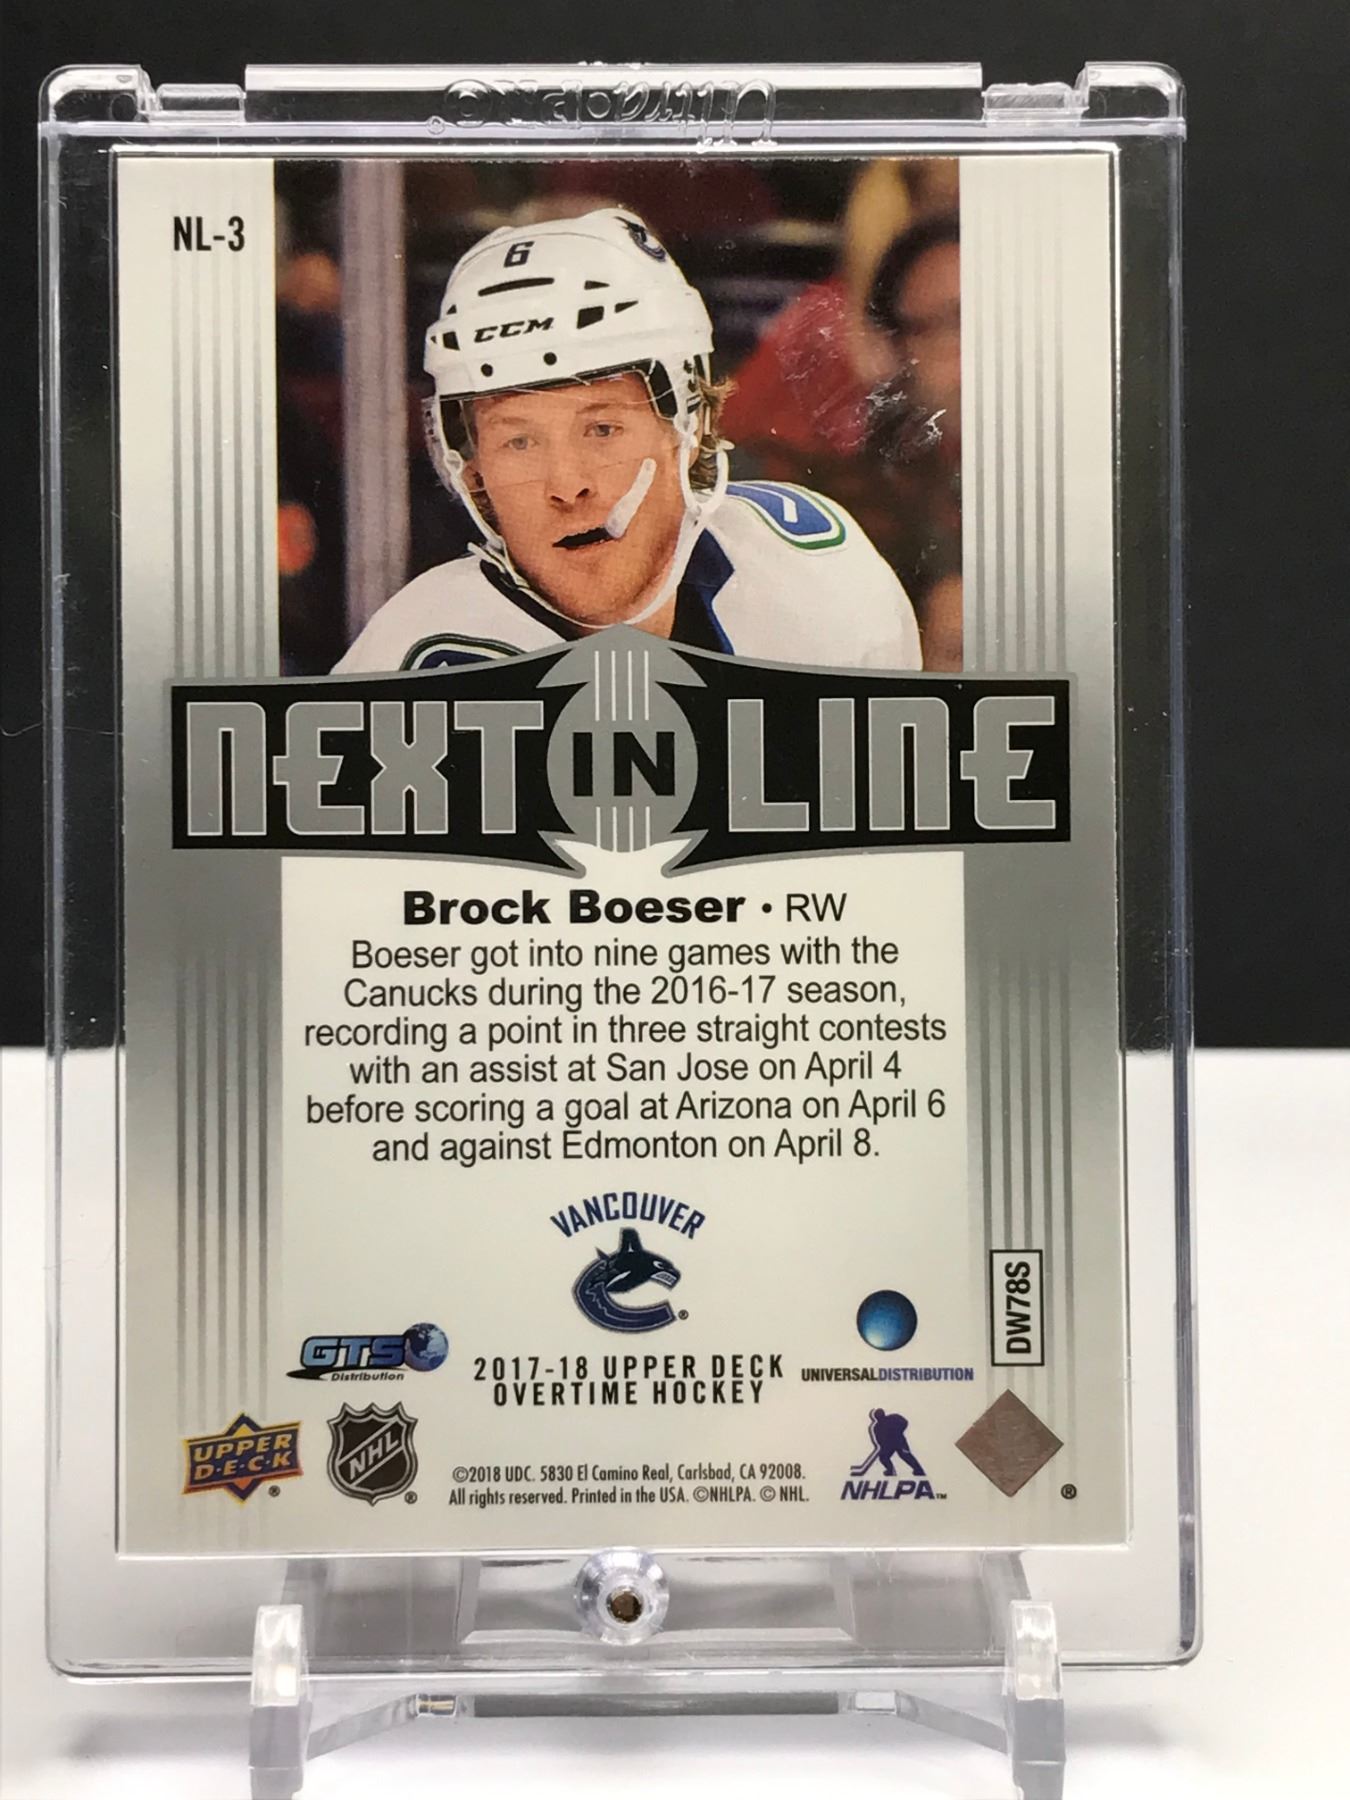 Ultra•PRO®
NL-3
6
CCM
NEXT IN LINE
Brock Boeser • RW
Boeser got into nine games with the
Canucks during the 2016-17 season,
recording a point in three straight contests
with an assist at San Jose on April 4
before scoring a goal at Arizona on April 6
and against Edmonton on April 8.
VANCOUVER
®
DW78S
GTS
Distribution
2017-18 UPPER DECK
OVERTIME HOCKEY
UNIVERSALDISTRIBUTION
UPPER
D•E•C•K
®
NHL
®
©2018 UDC. 5830 El Camino Real, Carlsbad, CA 92008.
All rights reserved. Printed in the USA. ©NHLPA. © NHL.
NHLPA™
®